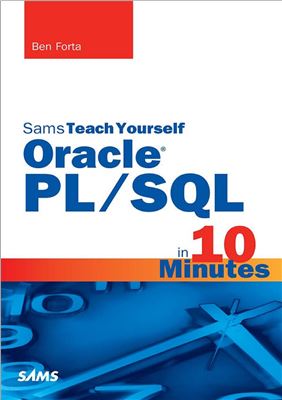 Ben Forta
Sams Teach Yourself
Oracle®
PL/SQL
in 10
Minutes
SAMS